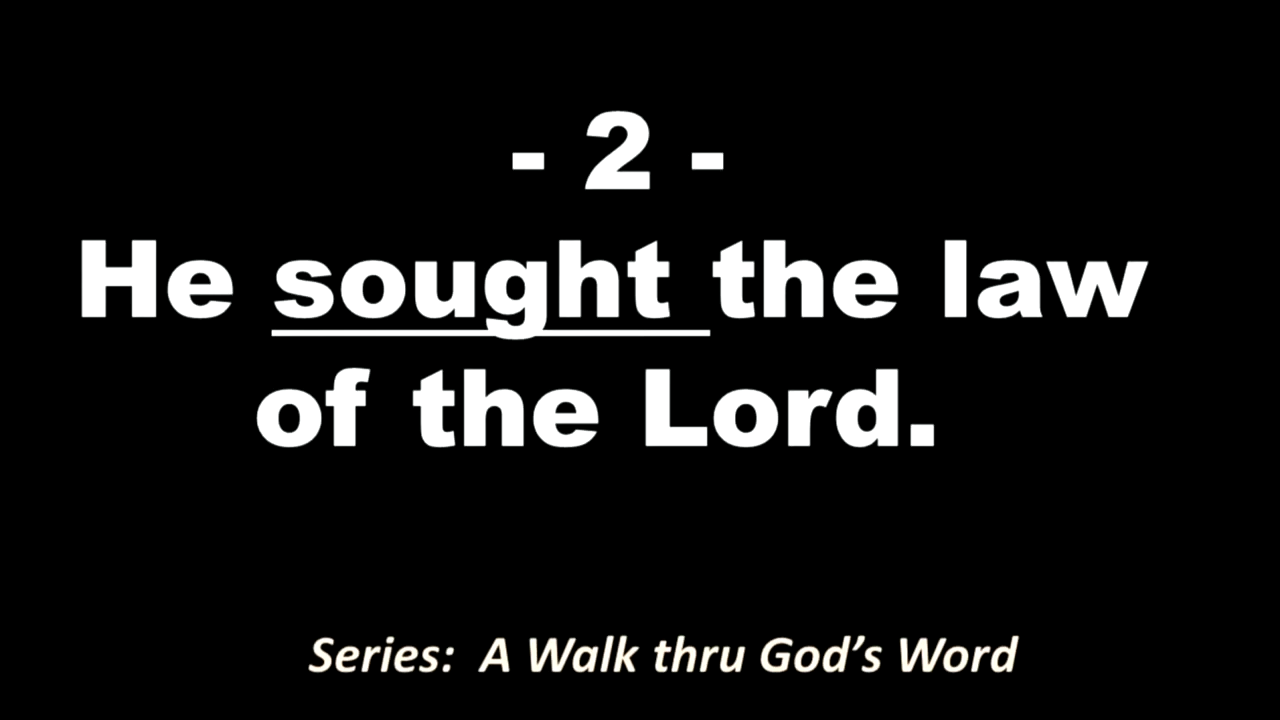 - 2 -
He sought the law
of the Lord.
Series: A Walk thru God’s Word